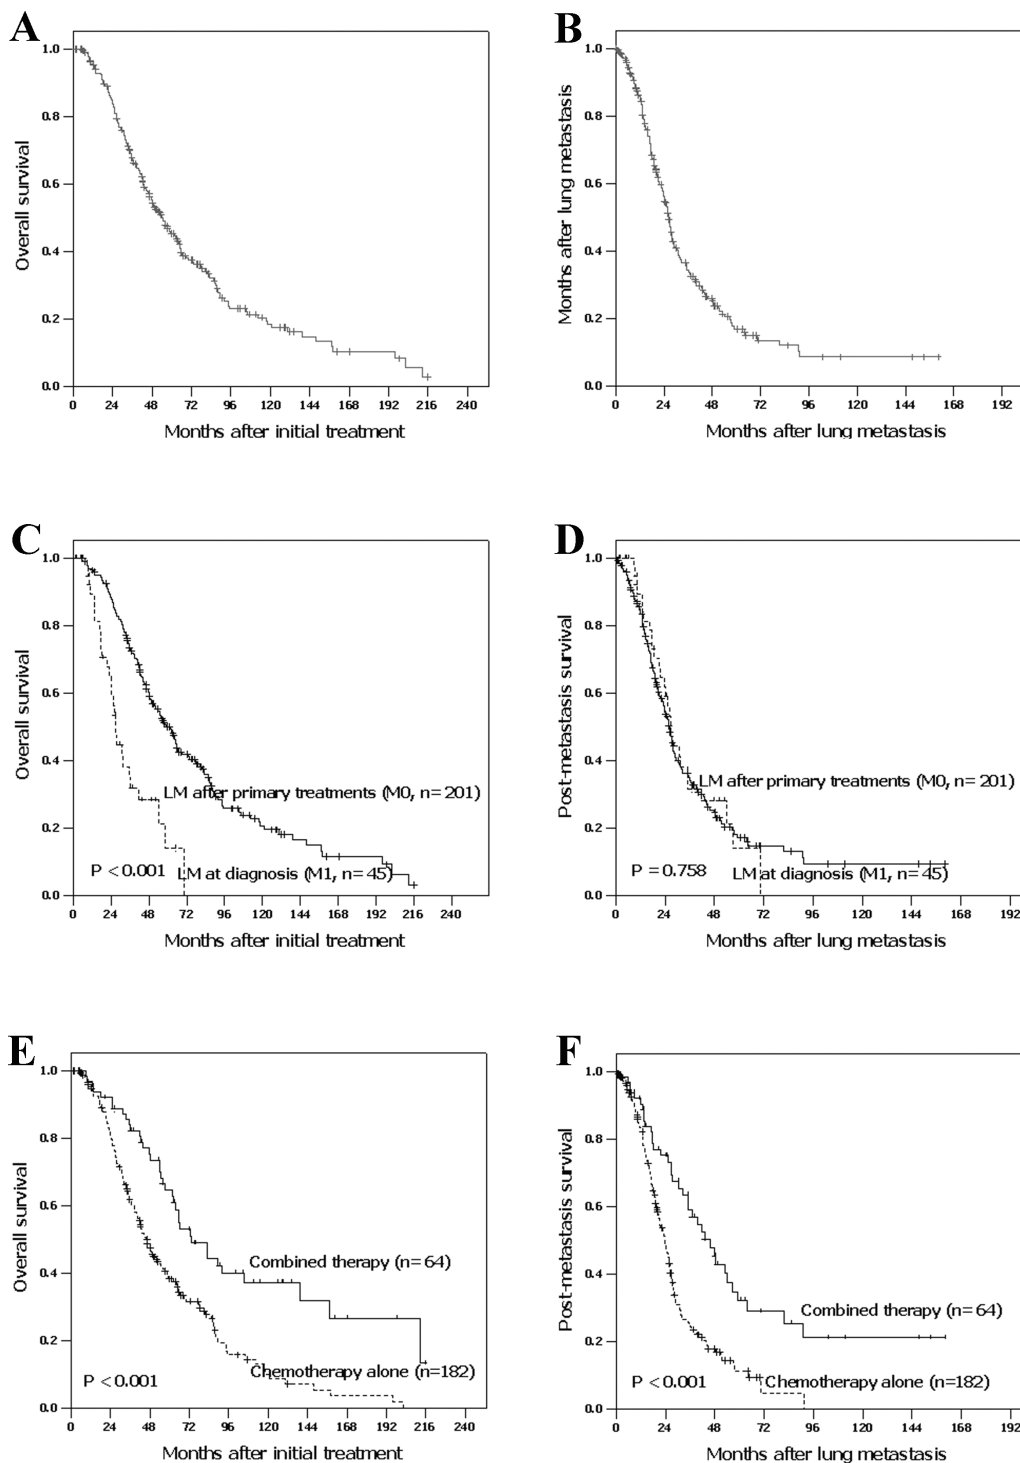 A
Overall survival
1.0
0.8
0.6
0.4
0.2
0.0
0 24 48 72 96 120 144 168 192 216 240
Months after initial treatment
B
Months after lung metastasis
1.0
0.8
0.6
0.4
0.2
0.0
0 24 48 72 96 120 144 168 192
Months after lung metastasis
C
Overall survival
1.0
0.8
0.6
0.4
0.2
0.0
LM after primary treatments (M0, n=201)
P <0.001
LM at diagnosis (M1, n=45)
0 24 48 72 96 120 144 168 192 216 240
Months after initial treatment
D
Post-metastasis survival
1.0
0.8
0.6
0.4
0.2
0.0
LM after primary treatments (M0, n=201)
P =0.758
LM at diagnosis (M1, n=45)
0 24 48 72 96 120 144 168 192
Months after lung metastasis
E
Overall survival
1.0
0.8
0.6
0.4
0.2
0.0
Combined therapy (n=64)
Chemotherapy alone (n=182)
P <0.001
0 24 48 72 96 120 144 168 192 216 240
Months after initial treatment
F
Post-metastasis survival
1.0
0.8
0.6
0.4
0.2
0.0
Combined therapy (n=64)
Chemotherapy alone (n=182)
P <0.001
0 24 48 72 96 120 144 168 192
Months after lung metastasis